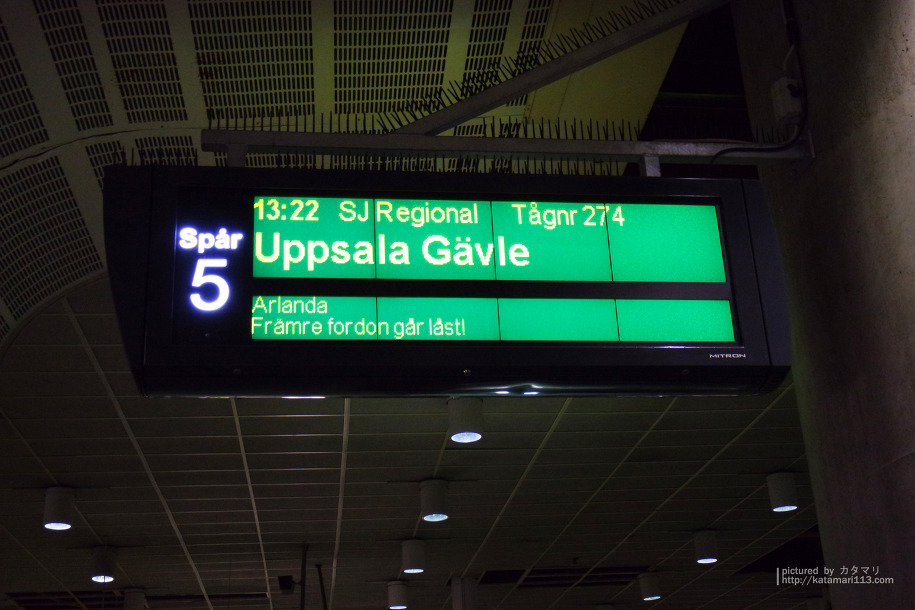 Spår
5
13:22 SJ Regional Tågnr 274
Uppsala Gävle
Arlanda
Främre fordon går låst!
MITRON
pictured by カタマリ
http://katamari113.com